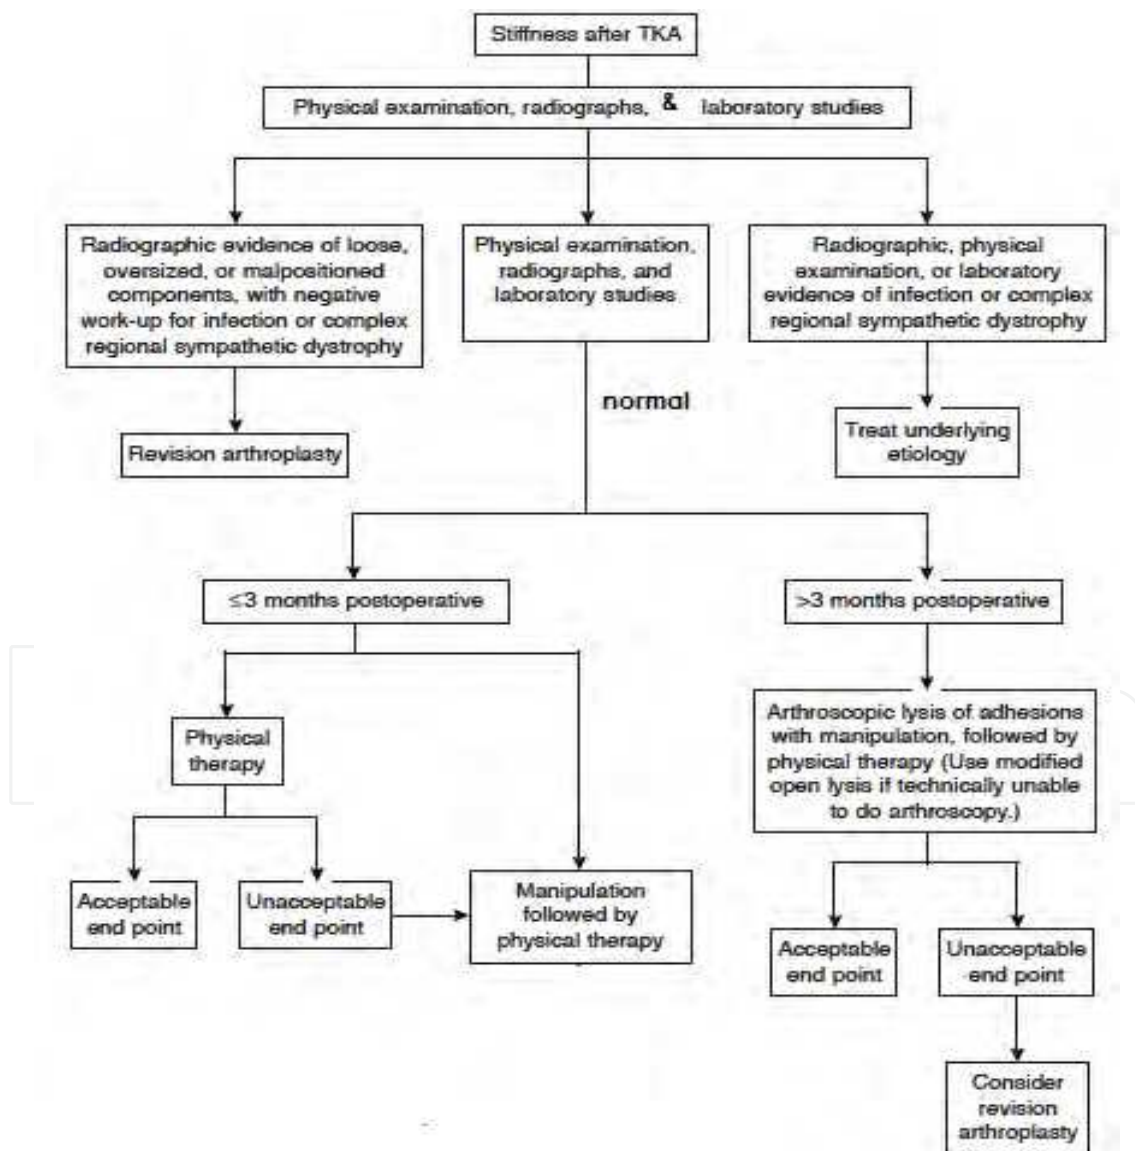 Stiffness after TKA
Physical examination, radiographs, & laboratory studies
Radiographic evidence of loose,
oversized, or malpositioned
components, with negative
work-up for infection or complex
regional sympathetic dystrophy
Physical examination,
radiographs, and
laboratory studies
Radiographic, physical
examination, or laboratory
evidence of infection or complex
regional sympathetic dystrophy
normal
Revision arthroplasty
Treat underlying
etiology
≤3 months postoperative
>3 months postoperative
Physical
therapy
Arthroscopic lysis of adhesions
with manipulation, followed by
physical therapy (Use modified
open lysis if technically unable
to do arthroscopy.)
Acceptable
end point
Unacceptable
end point
Manipulation
followed by
physical therapy
Acceptable
end point
Unacceptable
end point
Consider
revision
arthroplasty